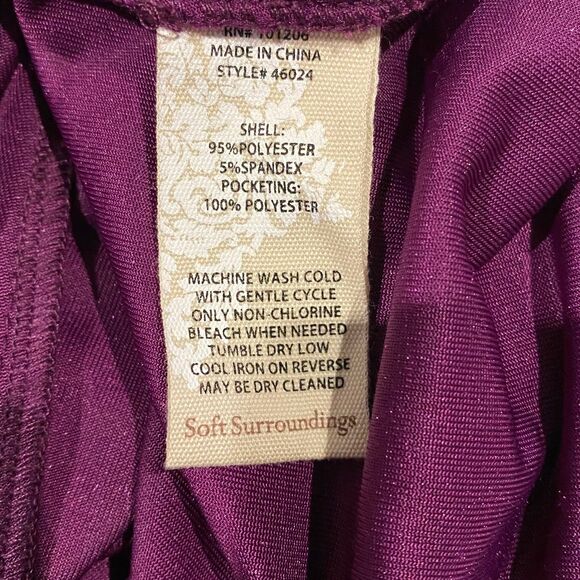 RN# 101206
MADE IN CHINA
STYLE# 46024
SHELL:
95%POLYESTER
5%SPANDEX
POCKETING:
100% POLYESTER
MACHINE WASH COLD
WITH GENTLE CYCLE
ONLY NON-CHLORINE
BLEACH WHEN NEEDED
TUMBLE DRY LOW
COOL IRON ON REVERSE
MAY BE DRY CLEANED
Soft Surroundings